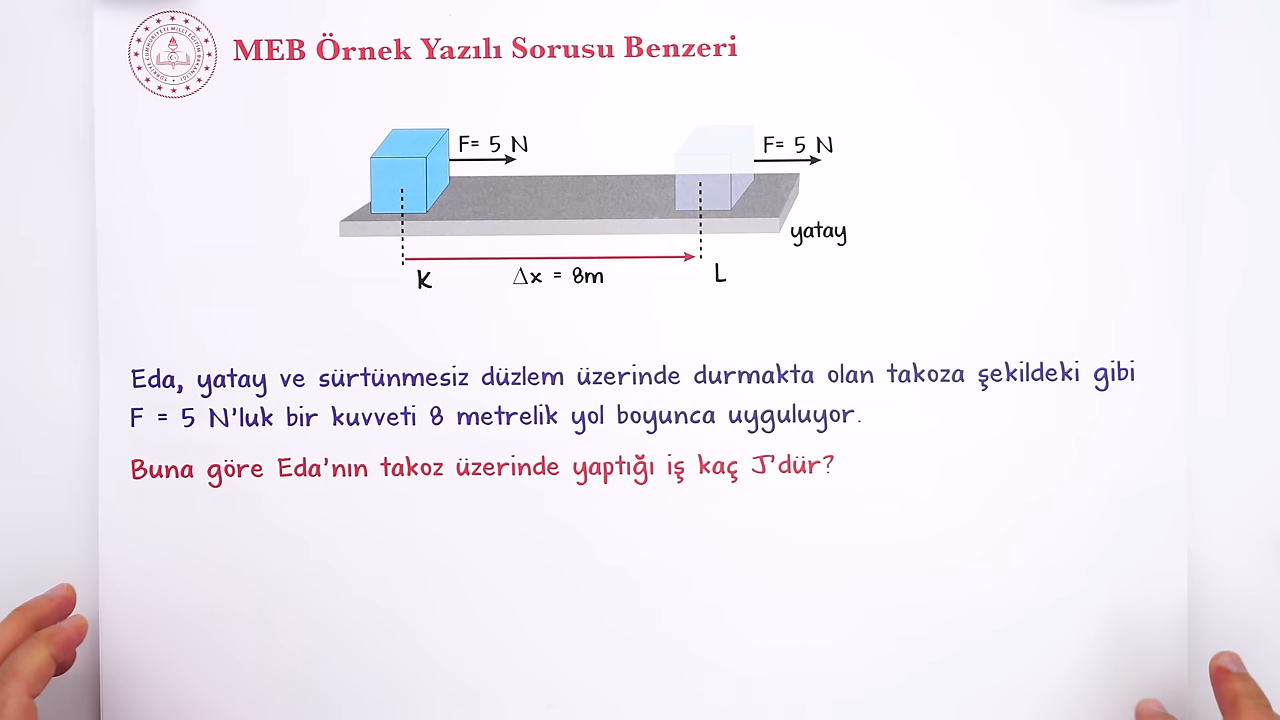 MEB Örnek Yazılı Sorusu Benzeri
F= 5 N
F= 5 N
yatay
K
Δx = 8m
L
Eda, yatay ve sürtünmesiz düzlem üzerinde durmakta olan takoza şekildeki gibi
F = 5 N'luk bir kuvveti 8 metrelik yol boyunca uyguluyor.
Buna göre Eda'nın takoz üzerinde yaptığı iş kaç J'dür?